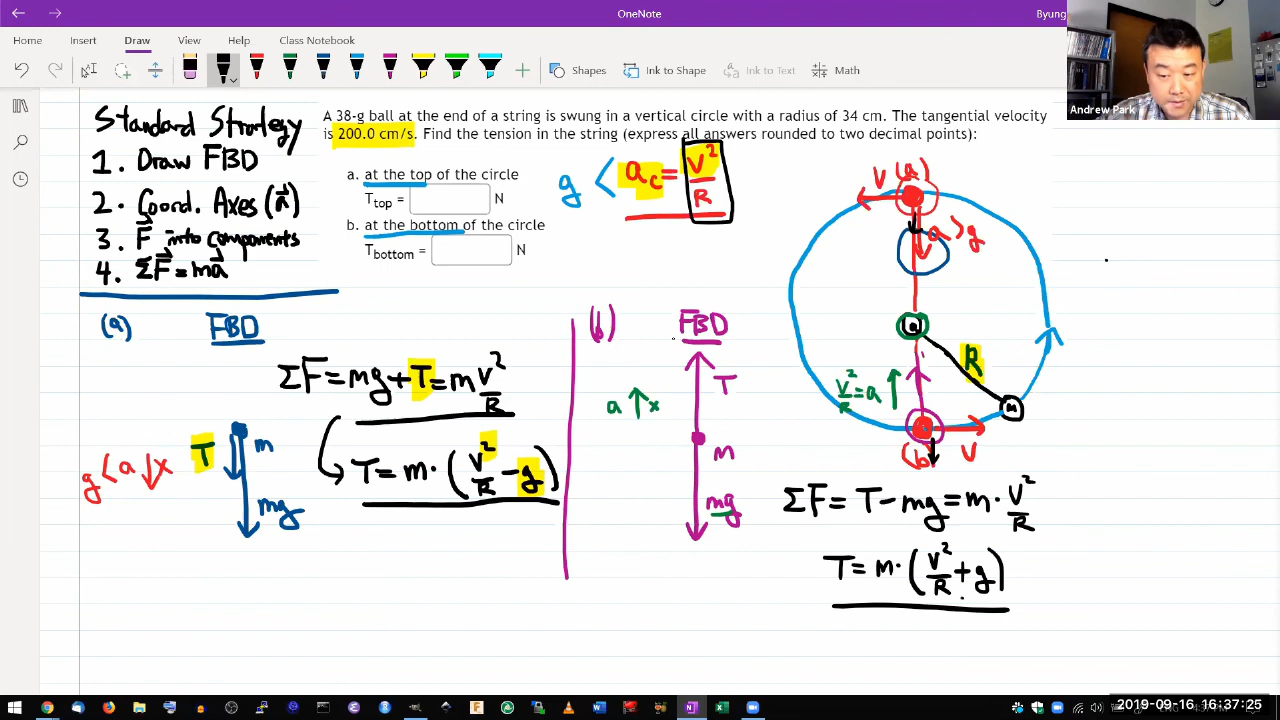 OneNote
Byung
Home Insert Draw View Help Class Notebook
Shapes Ink to Shape Ink to Text Math
Andrew Park
Standard Strategy
1. Draw FBD
2. Coord. Axes (a⃗)
3. F⃗ into components
4. ΣF⃗ = ma⃗
A 38-g ball at the end of a string is swung in a vertical circle with a radius of 34 cm. The tangential velocity
is 200.0 cm/s. Find the tension in the string (express all answers rounded to two decimal points):
a. at the top of the circle
T_top = N
b. at the bottom of the circle
T_bottom = N
g < a_c = v²/R
(a) FBD
ΣF = mg + T = m v²/R
T = m · (v²/R − g)
g < a ↓ x
T
m
mg
(b) FBD
T
a ↑ x
m
mg
v (a)
a > g
R
v²/R = a
(b) v
ΣF = T − mg = m · v²/R
T = m · (v²/R + g)
2019-09-16 16:37:25